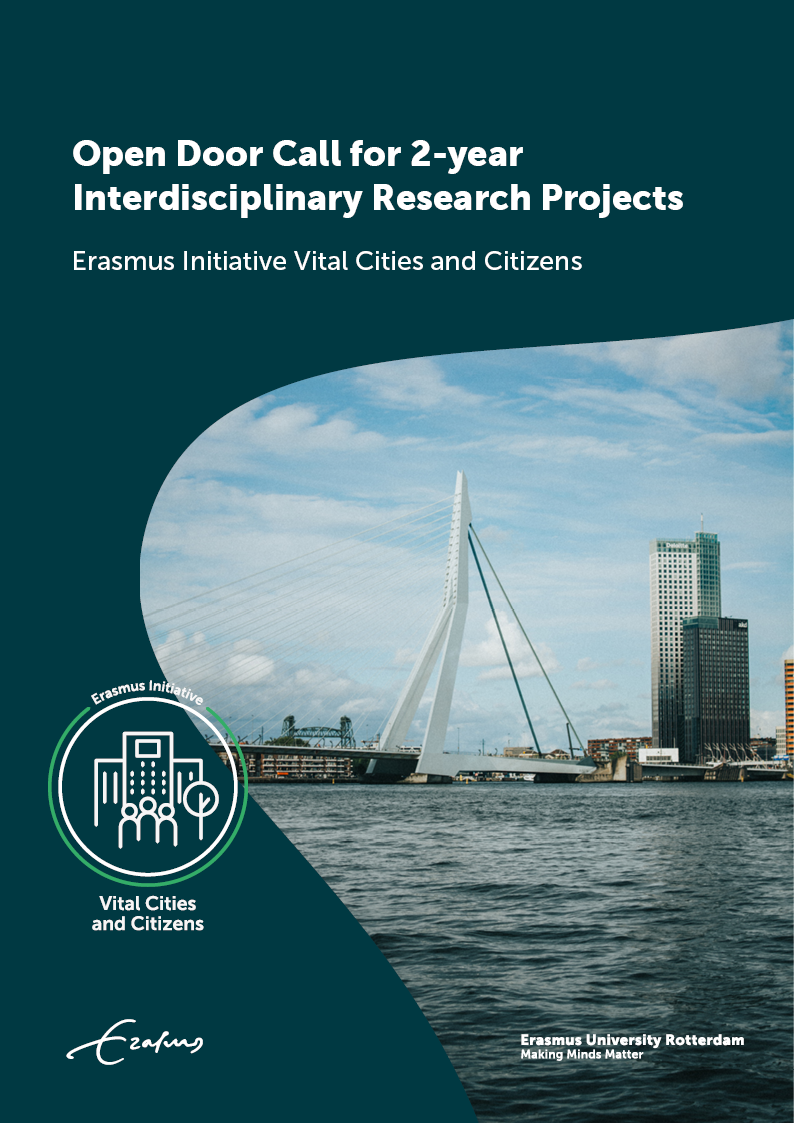 Open Door Call for 2-year
Interdisciplinary Research Projects
Erasmus Initiative Vital Cities and Citizens
Erasmus Initiative
Vital Cities
and Citizens
Erasmus
Erasmus University Rotterdam
Making Minds Matter